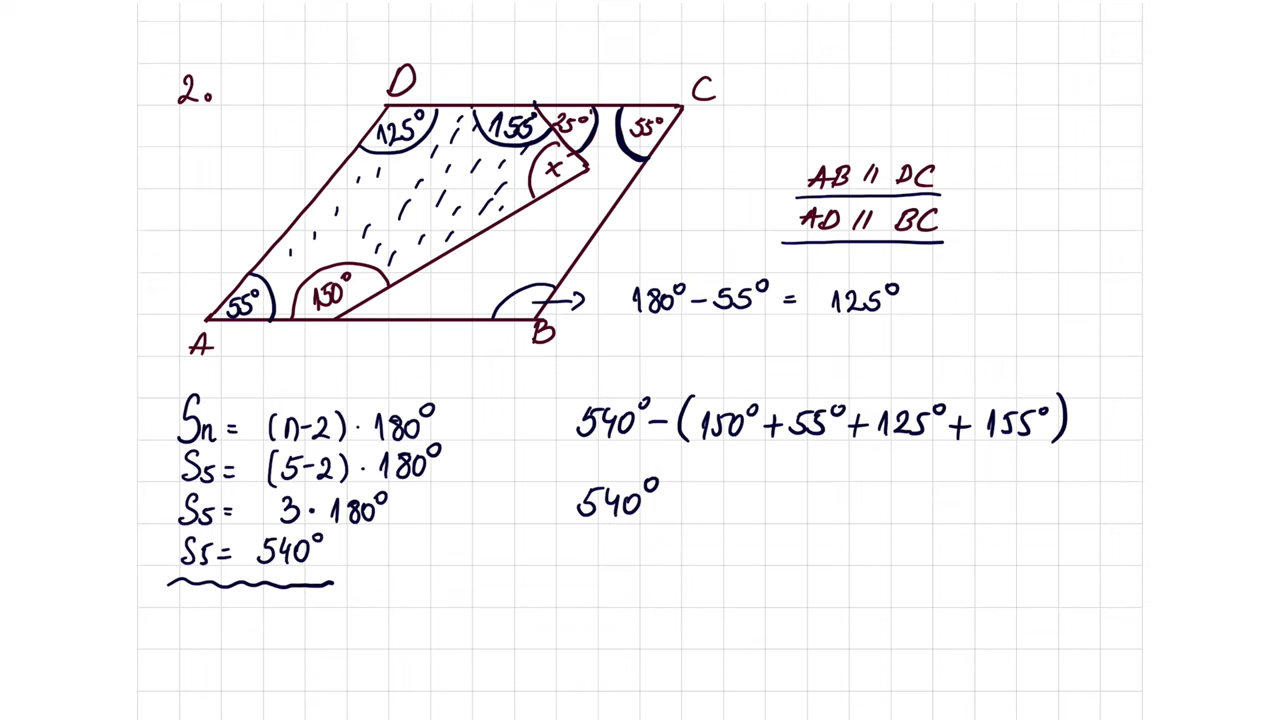 2.
D
C
125°
155°
25°
55°
x
AB // DC
AD // BC
55°
150°
180° - 55° = 125°
A
B
Sn = (n-2) · 180°
S5 = (5-2) · 180°
S5 = 3 · 180°
S5 = 540°
540° - (150° + 55° + 125° + 155°)
540°